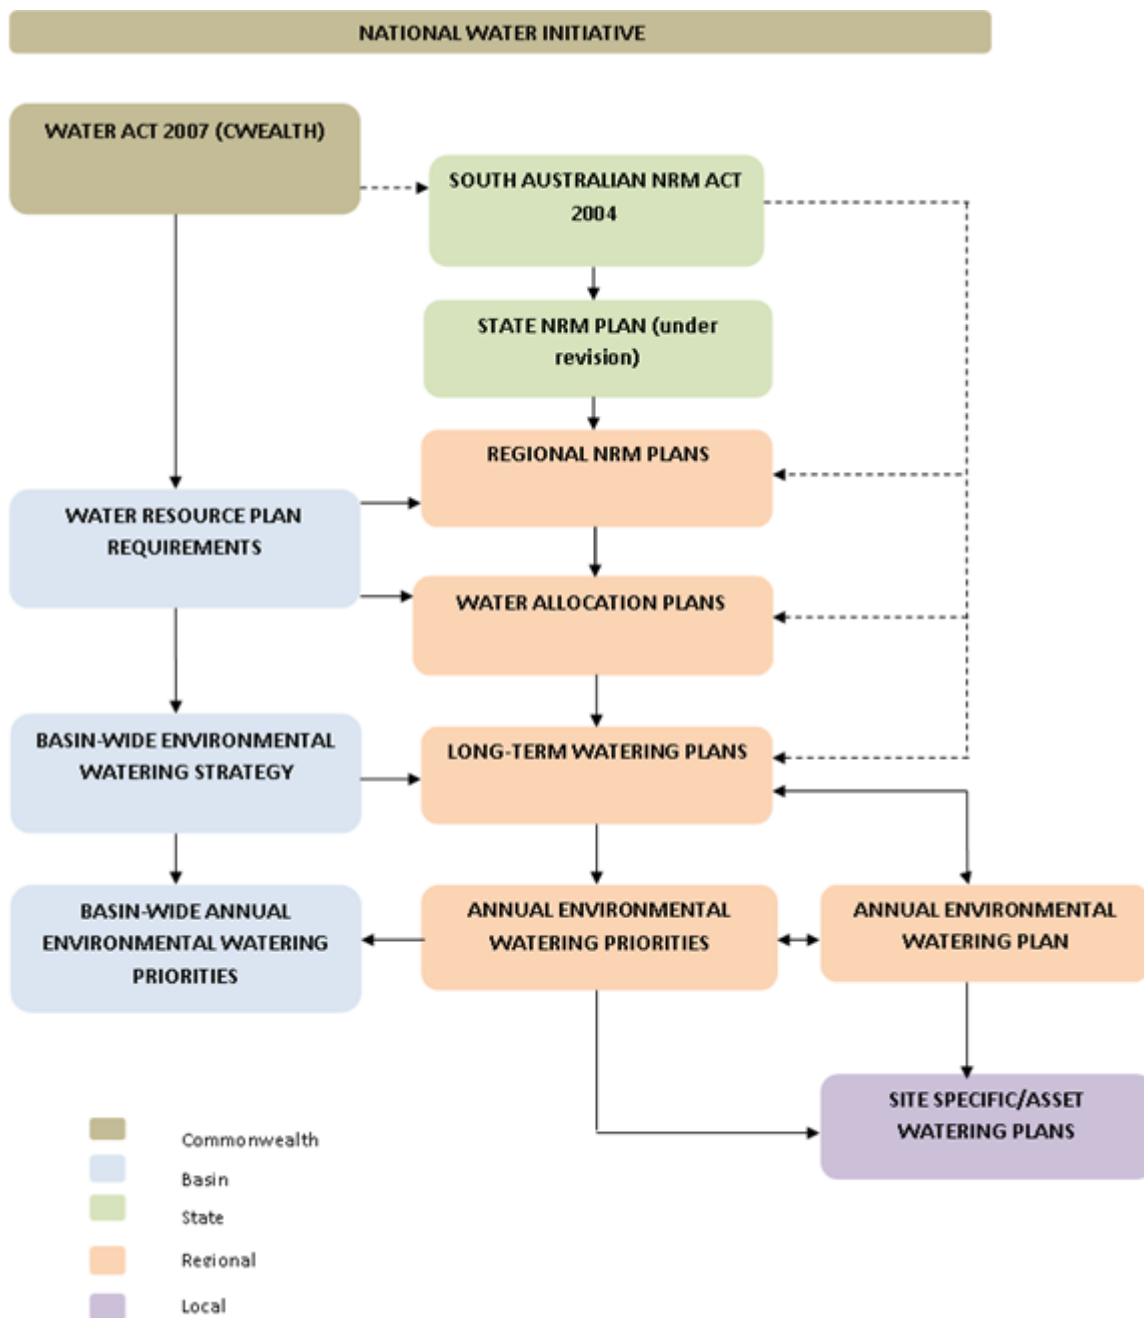 NATIONAL WATER INITIATIVE
WATER ACT 2007 (CWEALTH)
SOUTH AUSTRALIAN NRM ACT
2004
STATE NRM PLAN (under
revision)
REGIONAL NRM PLANS
WATER RESOURCE PLAN
REQUIREMENTS
WATER ALLOCATION PLANS
BASIN-WIDE ENVIRONMENTAL
WATERING STRATEGY
LONG-TERM WATERING PLANS
BASIN-WIDE ANNUAL
ENVIRONMENTAL WATERING
PRIORITIES
ANNUAL ENVIRONMENTAL
WATERING PRIORITIES
ANNUAL ENVIRONMENTAL
WATERING PLAN
SITE SPECIFIC/ASSET
WATERING PLANS
Commonwealth
Basin
State
Regional
Local